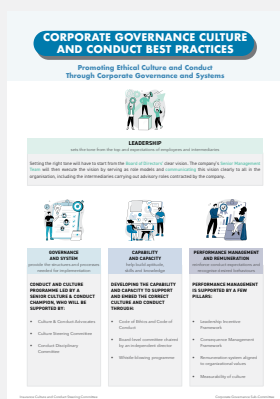 CORPORATE GOVERNANCE CULTURE
AND CONDUCT BEST PRACTICES
Promoting Ethical Culture and Conduct
Through Corporate Governance and Systems
LEADERSHIP
sets the tone from the top and expectations of employees and intermediaries
Setting the right tone will have to start from the Board of Directors' clear vision. The company's Senior Management
Team will then execute the vision by serving as role models and communicating this vision clearly to all in the
organisation, including the intermediaries carrying out advisory roles contracted by the company.
GOVERNANCE
AND SYSTEM
provide the structures and processes
needed for implementation
CAPABILITY
AND CAPACITY
help build aptitude,
skills and knowledge
PERFORMANCE MANAGEMENT
AND REMUNERATION
reinforce conduct expectations and
recognise desired behaviours
CONDUCT AND CULTURE
PROGRAMME LED BY A
SENIOR CULTURE & CONDUCT
CHAMPION, WHO WILL BE
SUPPORTED BY:
• Culture & Conduct Advocates
• Culture Steering Committee
• Conduct Disciplinary
Committee
DEVELOPING THE CAPABILITY
AND CAPACITY TO SUPPORT
AND EMBED THE CORRECT
CULTURE AND CONDUCT
THROUGH:
• Code of Ethics and Code of
Conduct
• Board-level committee chaired
by an independent director
• Whistle-blowing programme
PERFORMANCE MANAGEMENT
IS SUPPORTED BY A FEW
PILLARS:
• Leadership Incentive
Framework
• Consequence Management
Framework
• Remuneration system aligned
to organisational values
• Measurability of culture
Insurance Culture and Conduct Steering Committee